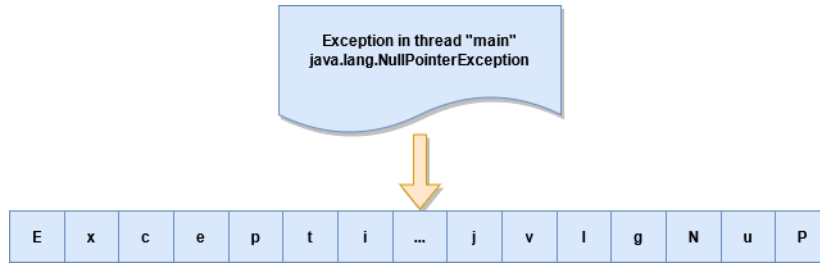 Exception in thread "main"
java.lang.NullPointerException
E x c e p t i ... j v l g N u P